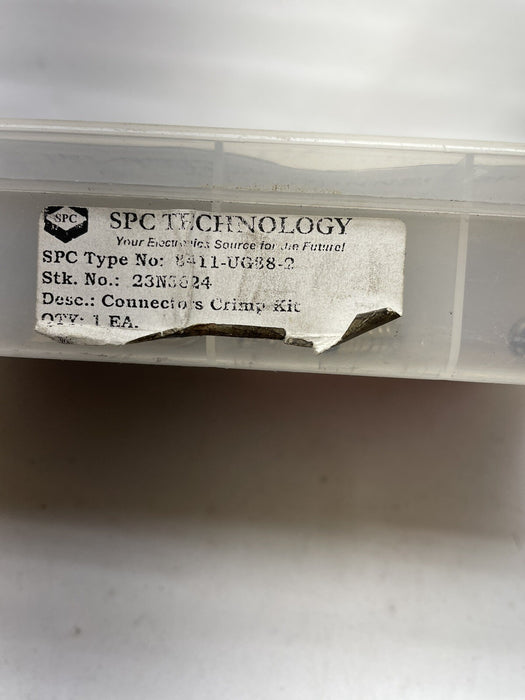 SPC
SPC TECHNOLOGY
Your Electronics Source for the Future!
SPC Type No: 8411-UG88-2
Stk. No.: 23N3624
Desc.: Connectors Crimp Kit
QTY: 1 EA.